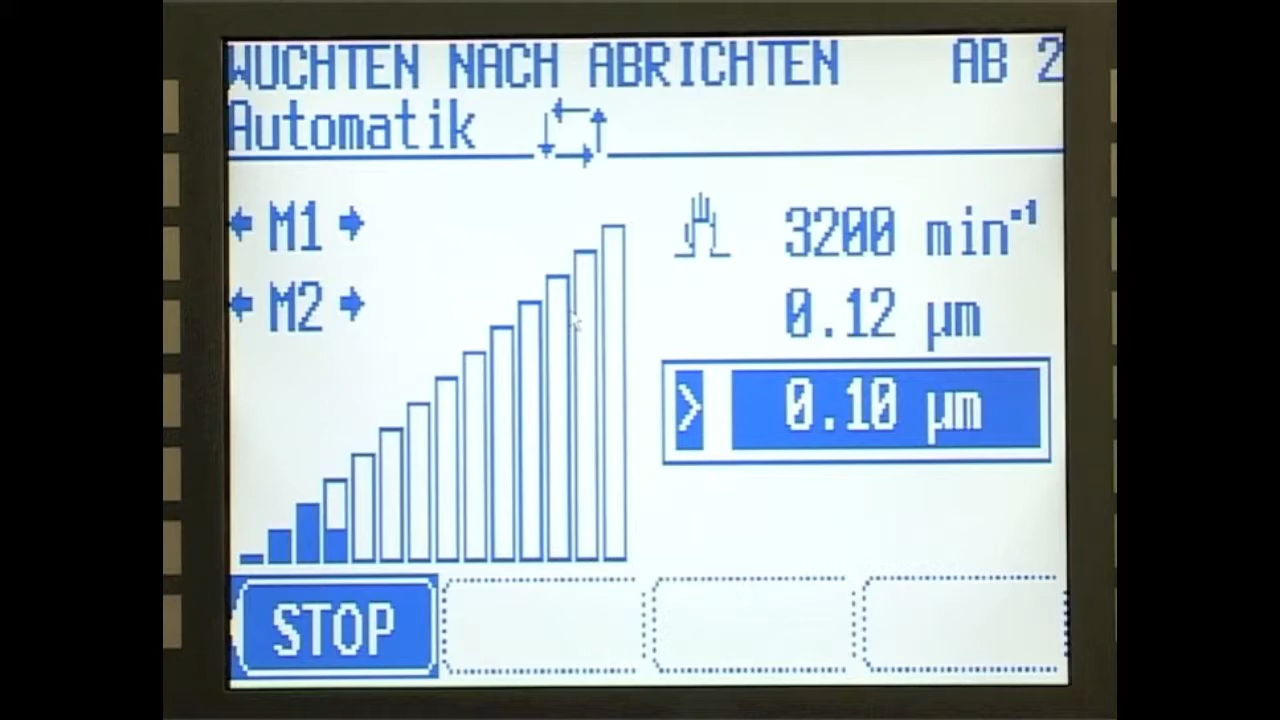 WUCHTEN NACH ABRICHTEN AB 2
Automatik
M1
3200 min⁻¹
M2
0.12 µm
> 0.10 µm
STOP